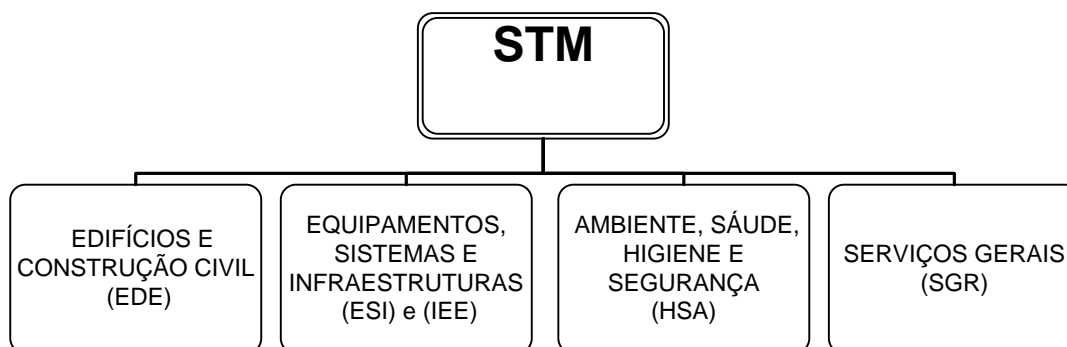 STM
EDIFÍCIOS E
CONSTRUÇÃO CIVIL
(EDE)
EQUIPAMENTOS,
SISTEMAS E
INFRAESTRUTURAS
(ESI) e (IEE)
AMBIENTE, SÁUDE,
HIGIENE E
SEGURANÇA
(HSA)
SERVIÇOS GERAIS
(SGR)